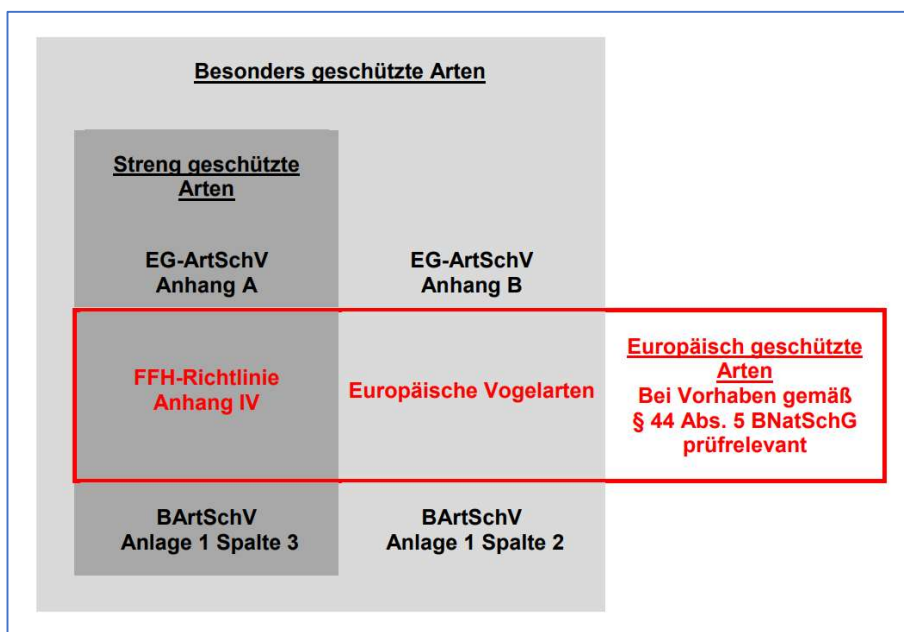 Besonders geschützte Arten
Streng geschützte
Arten
EG-ArtSchV
Anhang A
EG-ArtSchV
Anhang B
FFH-Richtlinie
Anhang IV
Europäische Vogelarten
Europäisch geschützte
Arten
Bei Vorhaben gemäß
§ 44 Abs. 5 BNatSchG
prüfrelevant
BArtSchV
Anlage 1 Spalte 3
BArtSchV
Anlage 1 Spalte 2